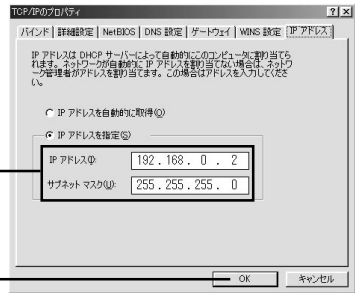 TCP/IPのプロパティ
バインド 詳細設定 NetBIOS DNS 設定 ゲートウェイ WINS 設定 IP アドレス
IP アドレスは DHCP サーバーによって自動的にこのコンピュータに割り当てら
れます。ネットワークが自動的に IP アドレスを割り当てない場合は、ネットワ
ーク管理者がアドレスを割り当てます。この場合はアドレスを入力してくださ
い。
IP アドレスを自動的に取得(O)
IP アドレスを指定(S)
IP アドレス(I): 192.168.0.2
サブネット マスク(U): 255.255.255.0
OK キャンセル